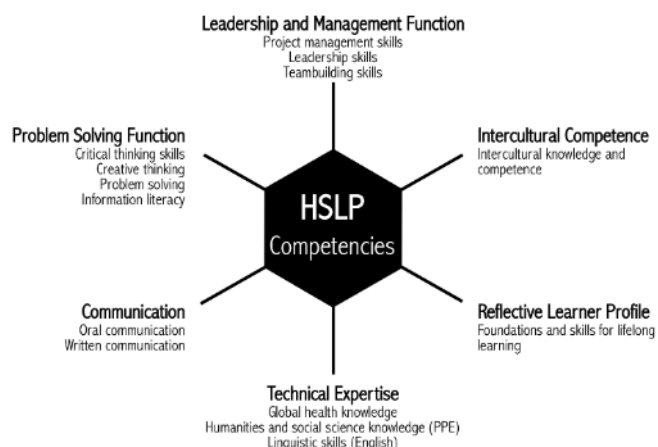 Leadership and Management Function
Project management skills
Leadership skills
Teambuilding skills
Problem Solving Function
Critical thinking skills
Creative thinking
Problem solving
Information literacy
Intercultural Competence
Intercultural knowledge and
competence
HSLP
Competencies
Communication
Oral communication
Written communication
Reflective Learner Profile
Foundations and skills for lifelong
learning
Technical Expertise
Global health knowledge
Humanities and social science knowledge (PPE)
Linguistic skills (English)